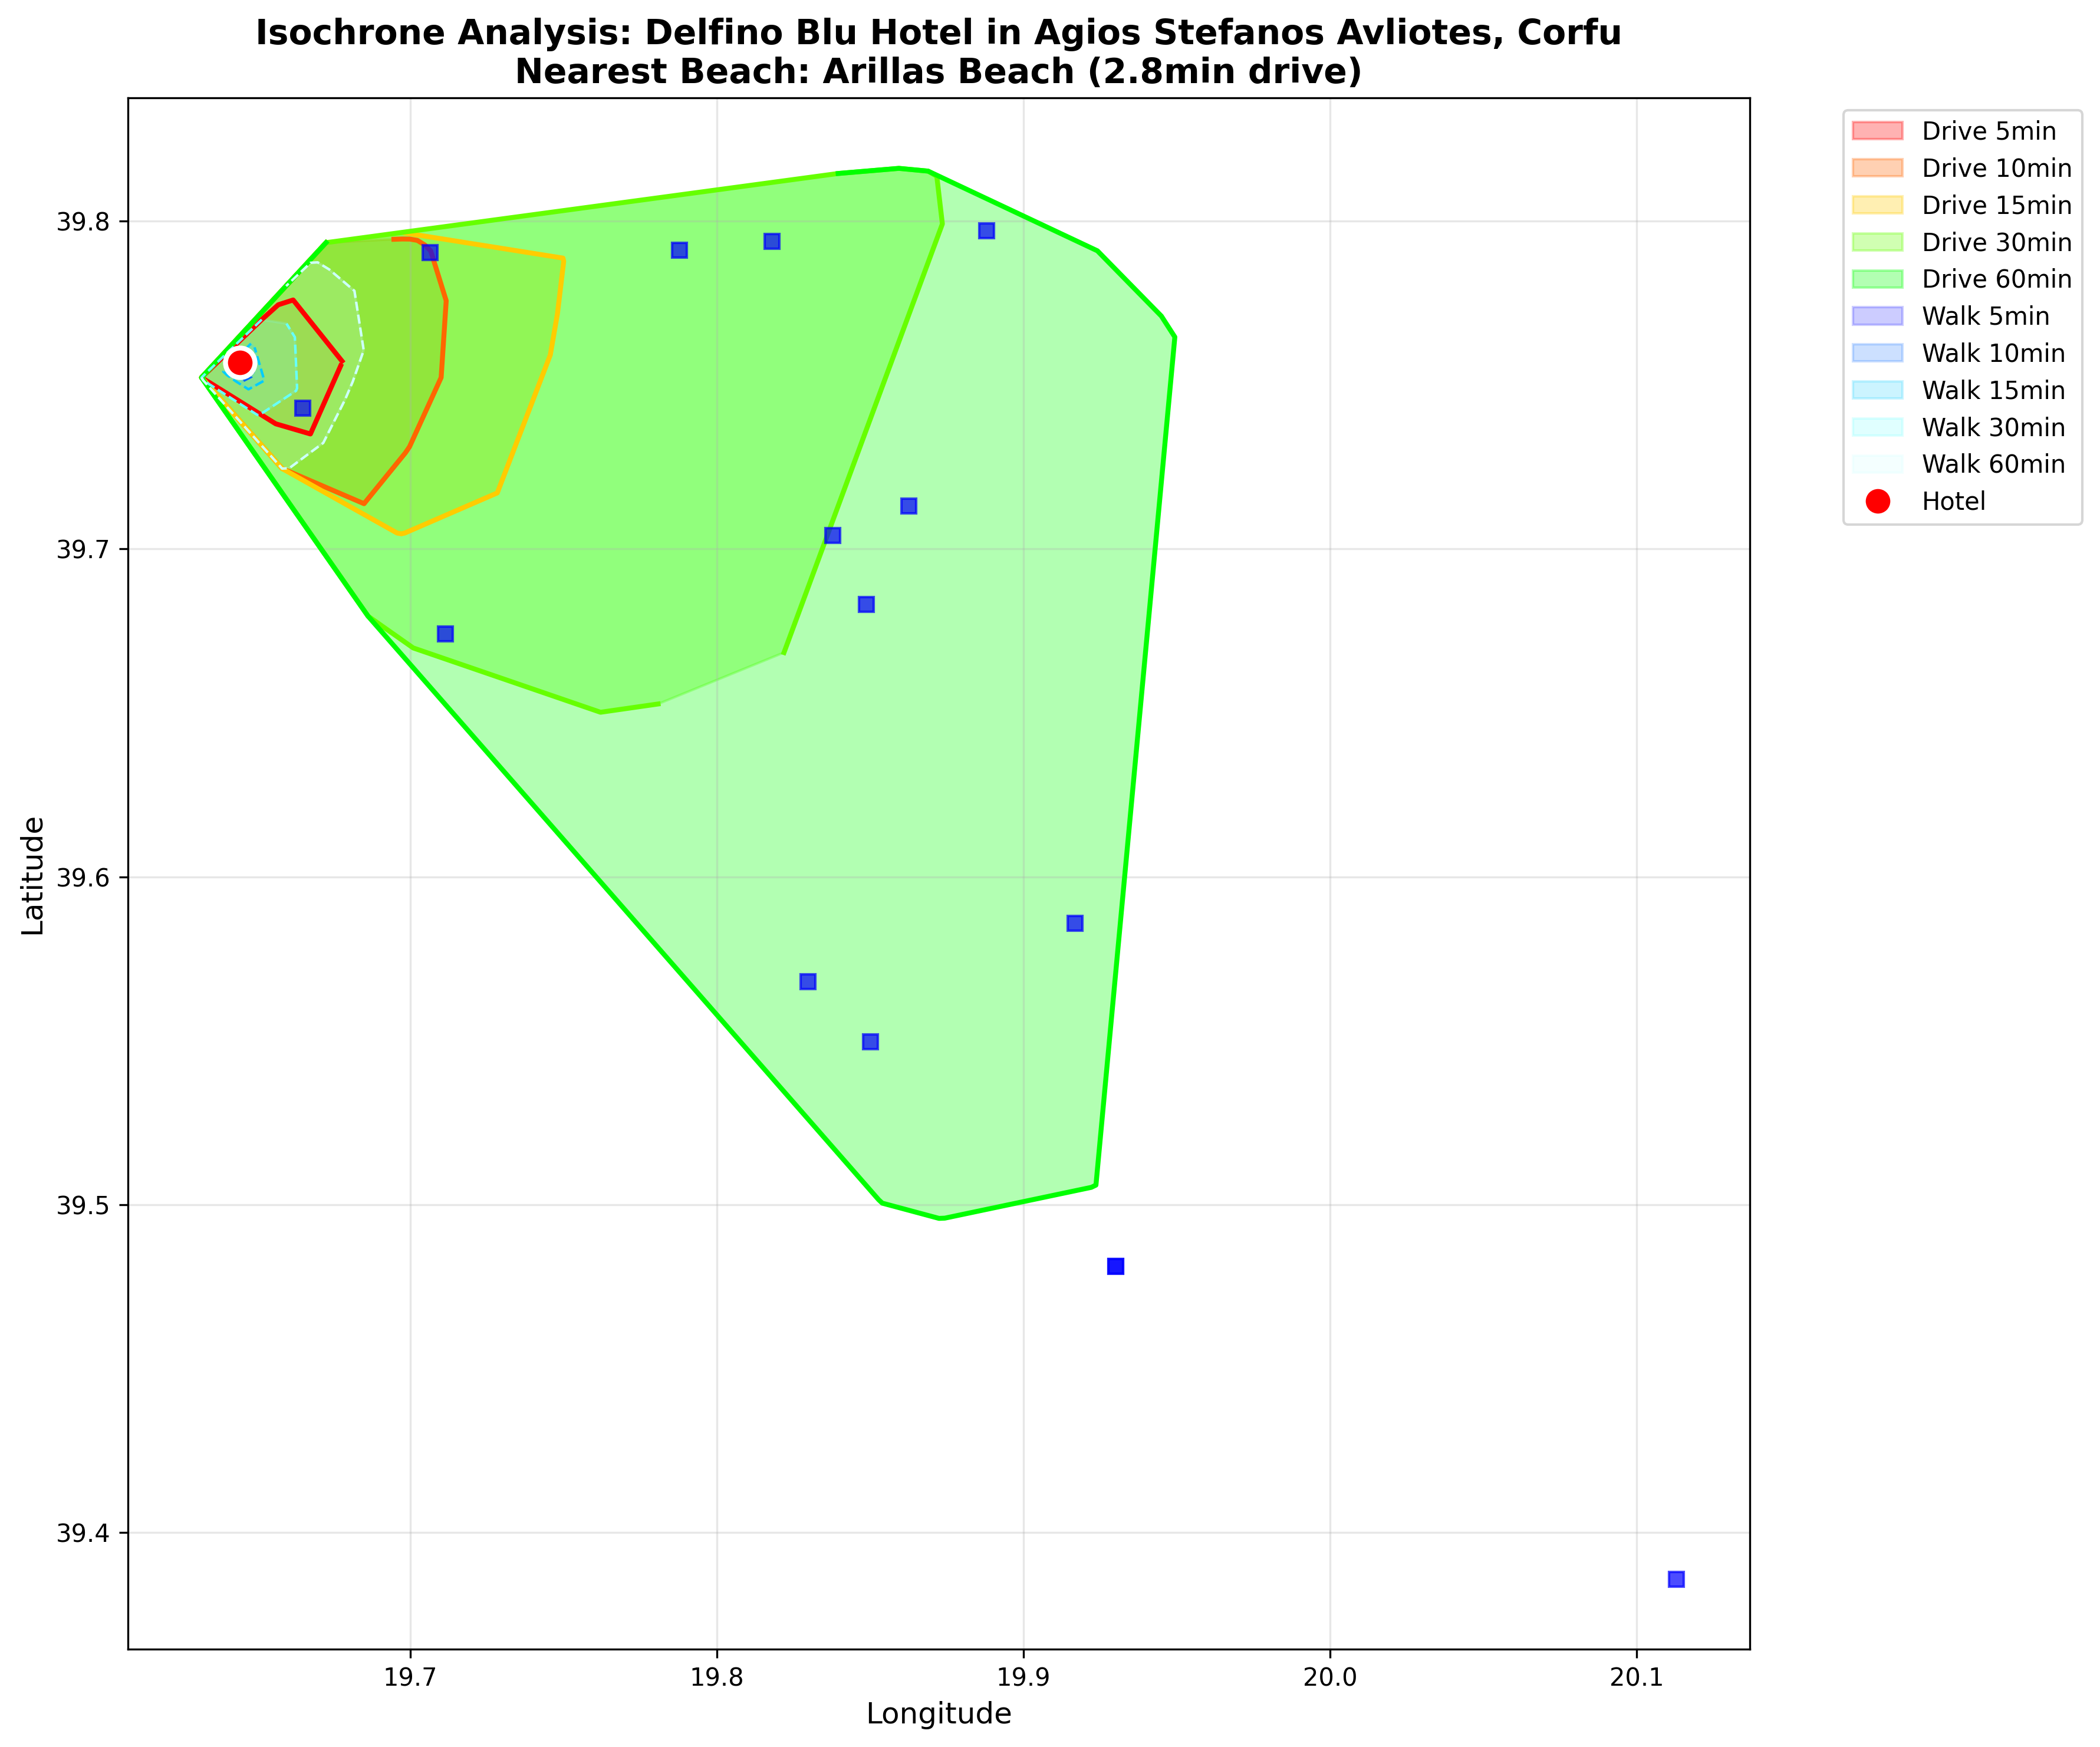 Isochrone Analysis: Delfino Blu Hotel in Agios Stefanos Avliotes, Corfu
Nearest Beach: Arillas Beach (2.8min drive)
Drive 5min
Drive 10min
Drive 15min
Drive 30min
Drive 60min
Walk 5min
Walk 10min
Walk 15min
Walk 30min
Walk 60min
Hotel
Latitude
39.8
39.7
39.6
39.5
39.4
19.7
19.8
19.9
20.0
20.1
Longitude